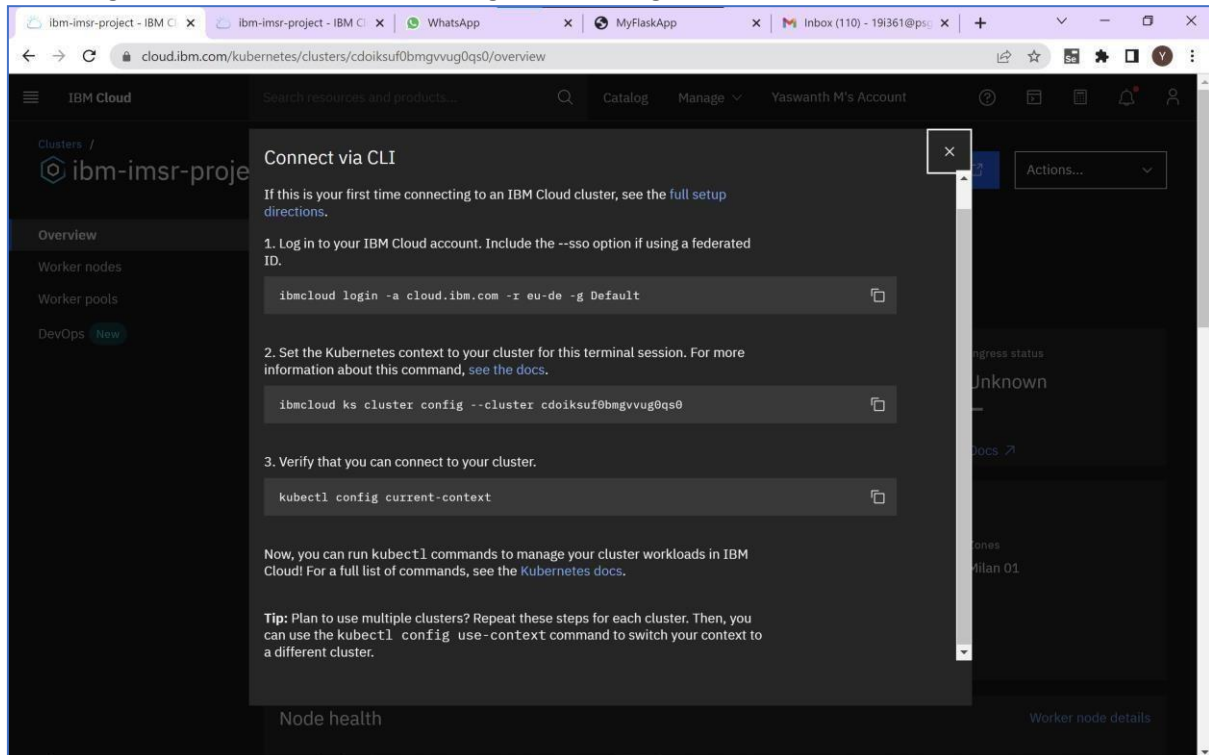 ibm-imsr-project - IBM Cl
ibm-imsr-project - IBM Cl
WhatsApp
MyFlaskApp
Inbox (110) - 19i361@psg
cloud.ibm.com/kubernetes/clusters/cdoiksuf0bmgvvug0qs0/overview
Se
Y
IBM Cloud
Search resources and products...
Catalog
Manage
Yaswanth M's Account
Clusters /
ibm-imsr-proje
Actions...
Overview
Worker nodes
Worker pools
DevOps New
Connect via CLI
If this is your first time connecting to an IBM Cloud cluster, see the full setup
directions.
1. Log in to your IBM Cloud account. Include the --sso option if using a federated
ID.
ibmcloud login -a cloud.ibm.com -r eu-de -g Default
2. Set the Kubernetes context to your cluster for this terminal session. For more
information about this command, see the docs.
ibmcloud ks cluster config --cluster cdoiksuf0bmgvvug0qs0
3. Verify that you can connect to your cluster.
kubectl config current-context
Now, you can run kubectl commands to manage your cluster workloads in IBM
Cloud! For a full list of commands, see the Kubernetes docs.
Tip: Plan to use multiple clusters? Repeat these steps for each cluster. Then, you
can use the kubectl config use-context command to switch your context to
a different cluster.
ngress status
Unknown
Docs
ones
Milan 01
Node health
Worker node details